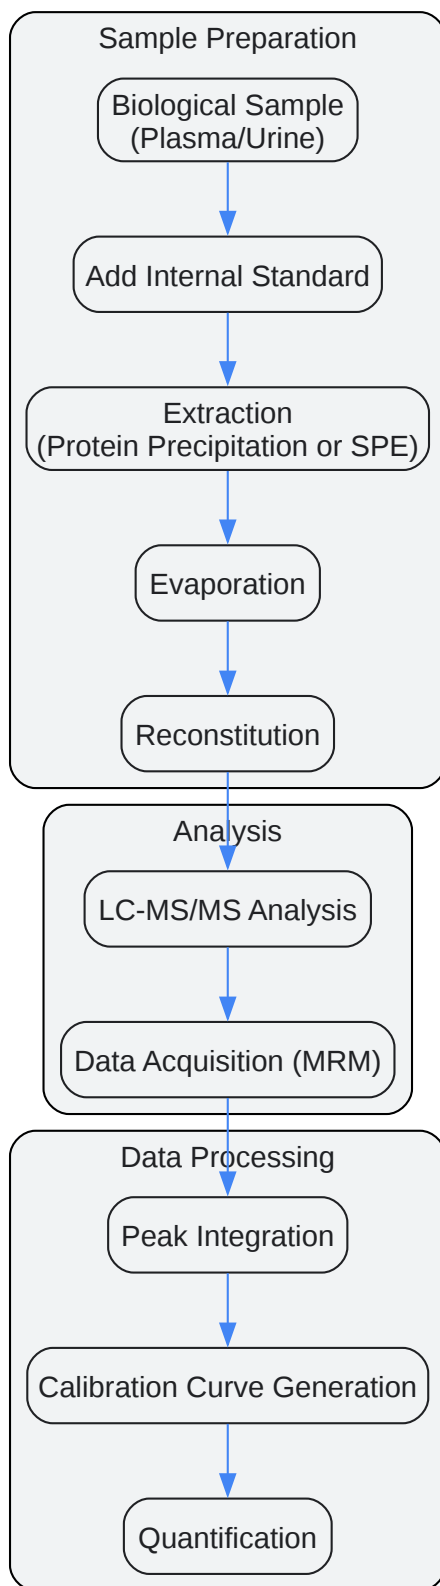 Sample Preparation
Biological Sample
(Plasma/Urine)
Add Internal Standard
Extraction
(Protein Precipitation or SPE)
Evaporation
Reconstitution
Analysis
LC-MS/MS Analysis
Data Acquisition (MRM)
Data Processing
Peak Integration
Calibration Curve Generation
Quantification